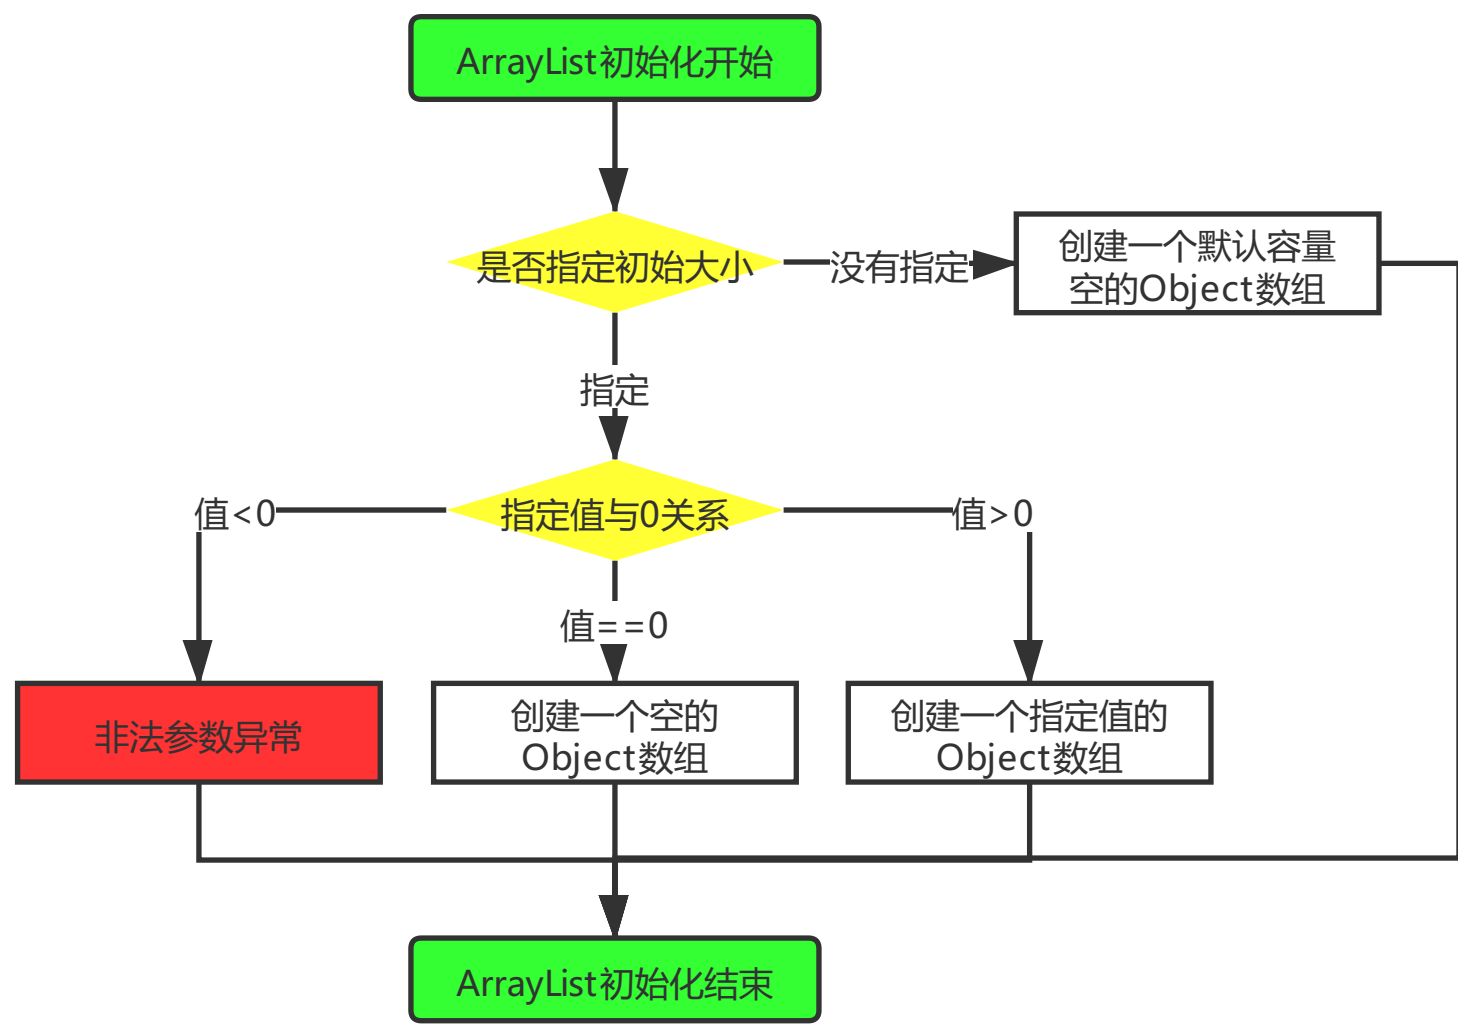 ArrayList初始化开始
是否指定初始大小
没有指定
创建一个默认容量
空的Object数组
指定
指定值与0关系
值<0
值>0
值==0
非法参数异常
创建一个空的
Object数组
创建一个指定值的
Object数组
ArrayList初始化结束